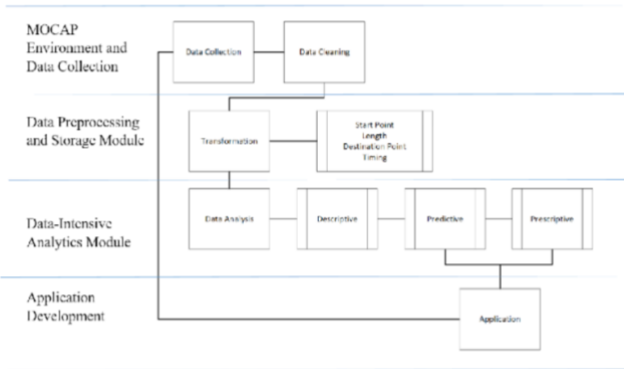 MOCAP
Environment and
Data Collection
Data Collection
Data Cleaning
Data Preprocessing
and Storage Module
Transformation
Start Point
Length
Destination Point
Timing
Data-Intensive
Analytics Module
Data Analysis
Descriptive
Predictive
Prescriptive
Application
Development
Application